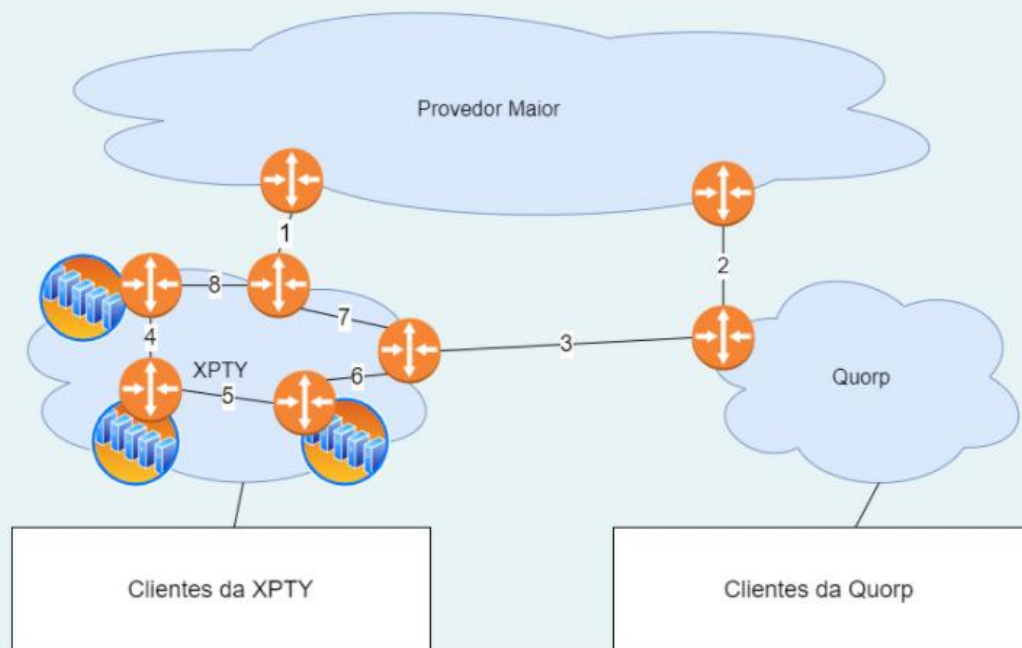 Provedor Maior
1
2
8
7
3
4
XPTY
6
5
Quorp
Clientes da XPTY
Clientes da Quorp